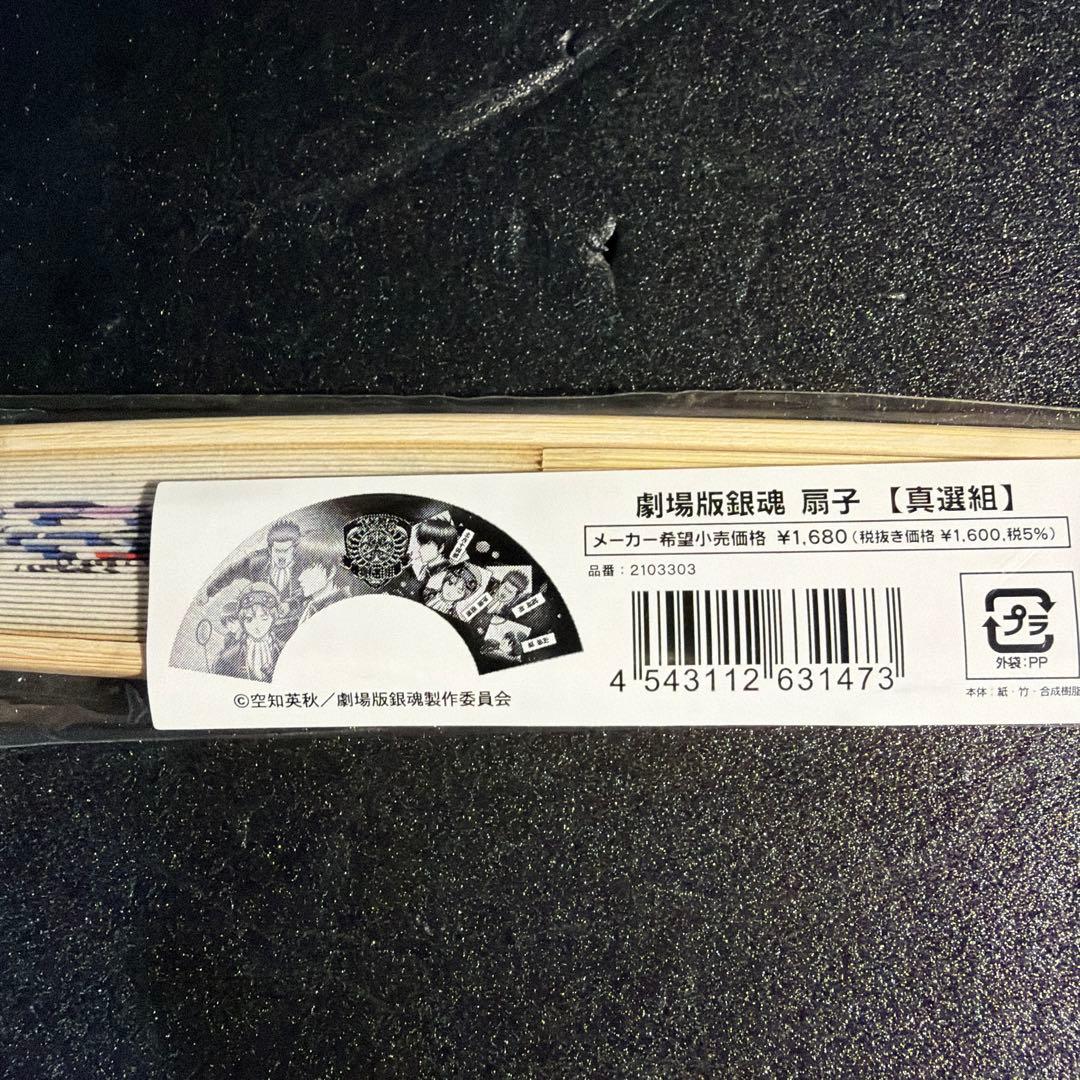 劇場版銀魂 扇子 【真選組】
メーカー希望小売価格 ¥1,680(税抜き価格 ¥1,600,税5%)
品番:2103303
4 543112 631473
プラ
外袋:PP
本体:紙・竹・合成樹脂
©空知英秋/劇場版銀魂製作委員会